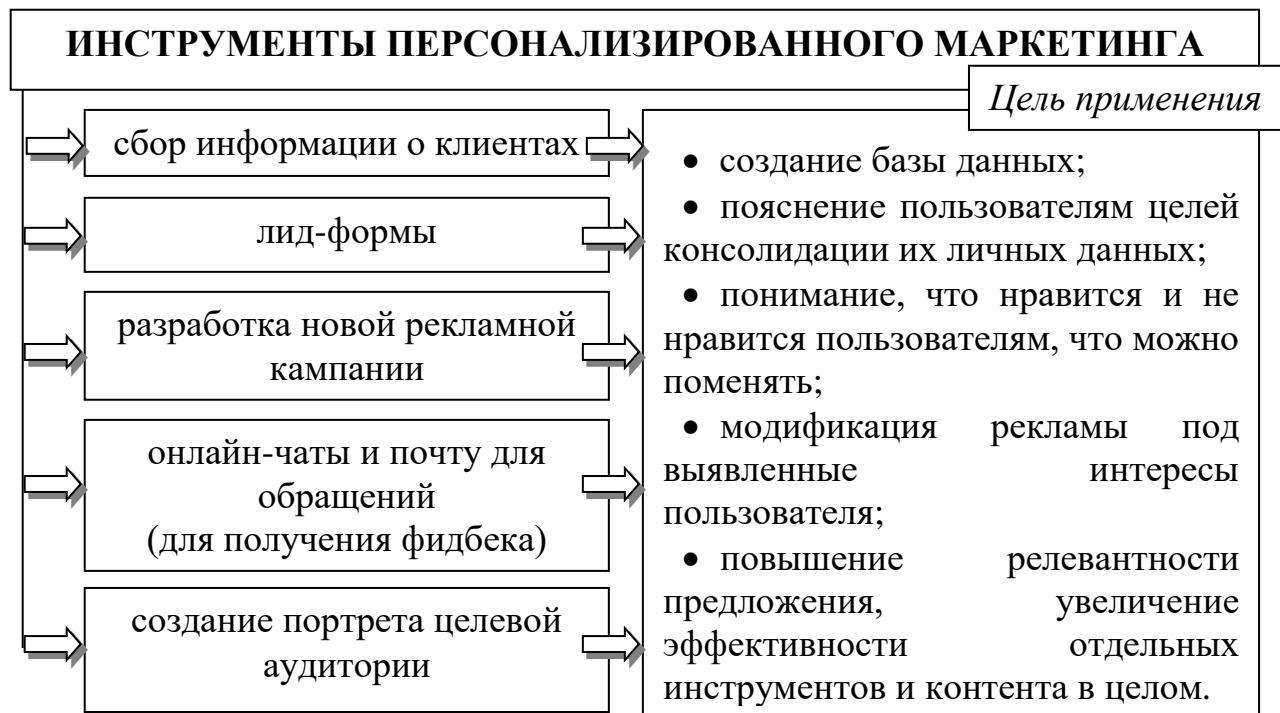 ИНСТРУМЕНТЫ ПЕРСОНАЛИЗИРОВАННОГО МАРКЕТИНГА
Цель применения
сбор информации о клиентах
лид-формы
разработка новой рекламной
кампании
онлайн-чаты и почту для
обращений
(для получения фидбека)
создание портрета целевой
аудитории
• создание базы данных;
• пояснение пользователям целей
консолидации их личных данных;
• понимание, что нравится и не
нравится пользователям, что можно
поменять;
• модификация рекламы под
выявленные интересы
пользователя;
• повышение релевантности
предложения, увеличение
эффективности отдельных
инструментов и контента в целом.